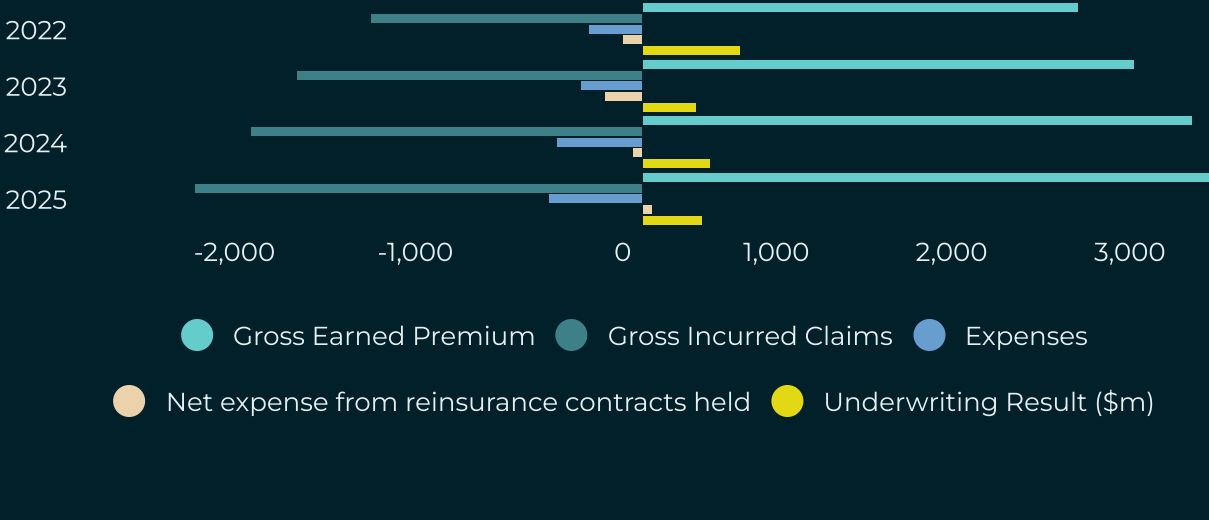 2022
2023
2024
2025
-2,000 -1,000 0 1,000 2,000 3,000
Gross Earned Premium Gross Incurred Claims Expenses
Net expense from reinsurance contracts held Underwriting Result ($m)